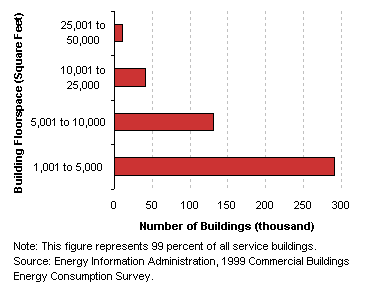 Building Floorspace (Square Feet)
25,001 to
50,000
10,001 to
25,000
5,001 to 10,000
1,001 to 5,000
0 50 100 150 200 250 300
Number of Buildings (thousand)
Note: This figure represents 99 percent of all service buildings.
Source: Energy Information Administration, 1999 Commercial Buildings
Energy Consumption Survey.